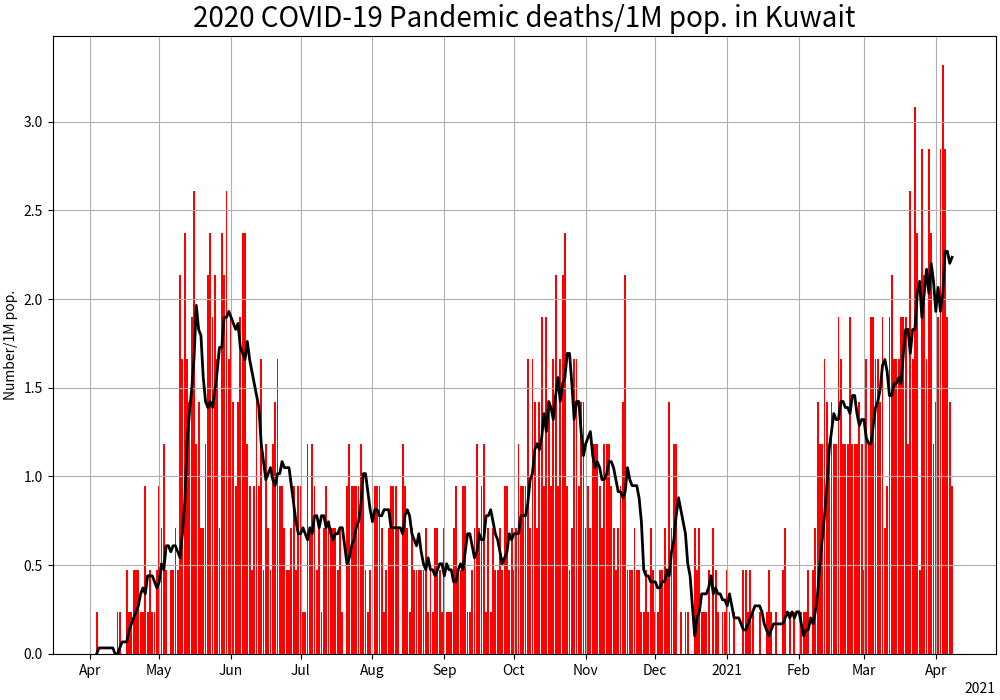 2020 COVID-19 Pandemic deaths/1M pop. in Kuwait
Number/1M pop.
3.0
2.5
2.0
1.5
1.0
0.5
0.0
Apr May Jun Jul Aug Sep Oct Nov Dec 2021 Feb Mar Apr
2021